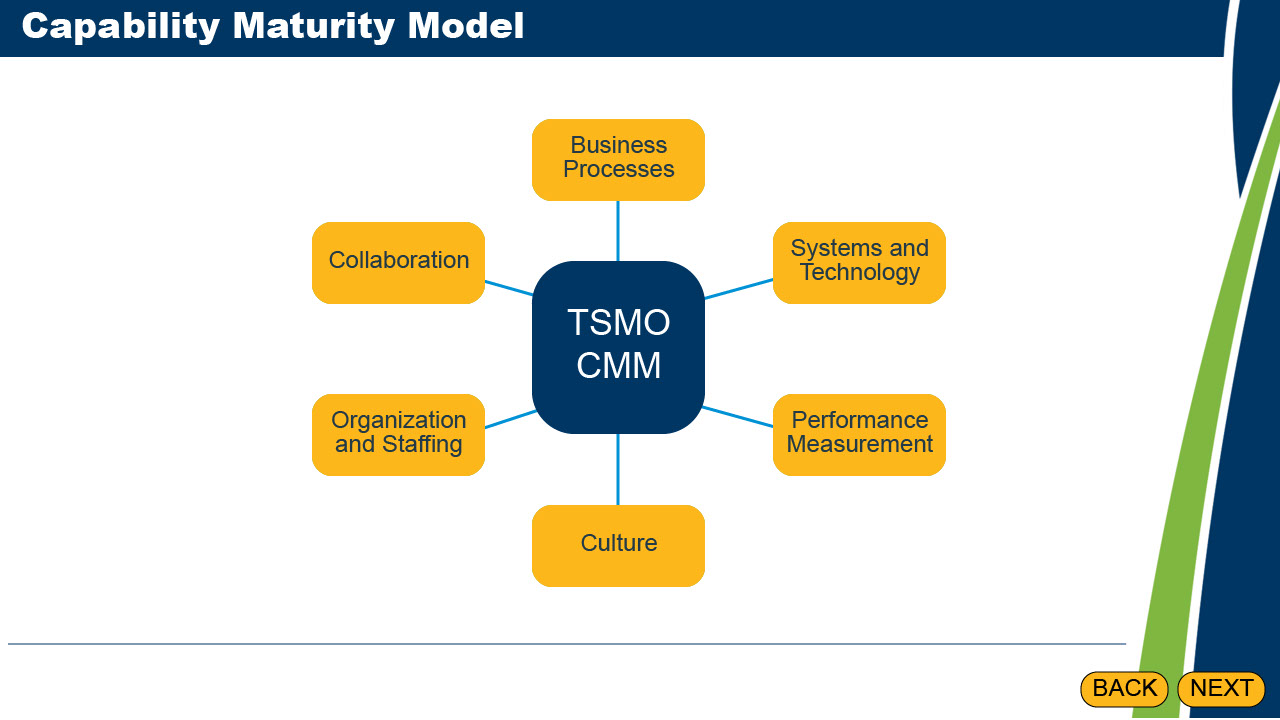 Capability Maturity Model
Business
Processes
Collaboration
Systems and
Technology
TSMO
CMM
Organization
and Staffing
Performance
Measurement
Culture
BACK
NEXT